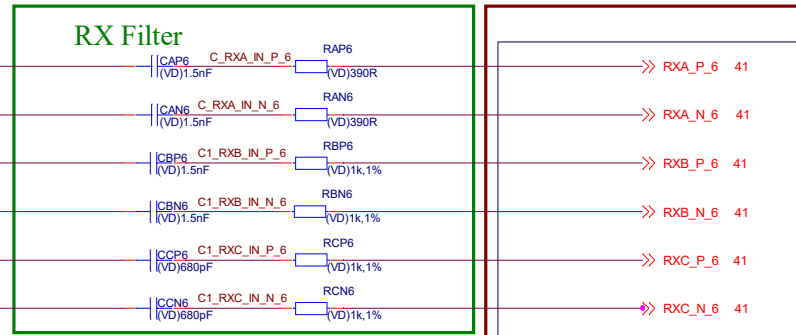 RX Filter
CAP6 C_RXA_IN_P_6 RAP6
(VD)1.5nF (VD)390R RXA_P_6 41
CAN6 C_RXA_IN_N_6 RAN6
(VD)1.5nF (VD)390R RXA_N_6 41
CBP6 C1_RXB_IN_P_6 RBP6
(VD)1.5nF (VD)1k,1% RXB_P_6 41
CBN6 C1_RXB_IN_N_6 RBN6
(VD)1.5nF (VD)1k,1% RXB_N_6 41
CCP6 C1_RXC_IN_P_6 RCP6
(VD)680pF (VD)1k,1% RXC_P_6 41
CCN6 C1_RXC_IN_N_6 RCN6
(VD)680pF (VD)1k,1% RXC_N_6 41